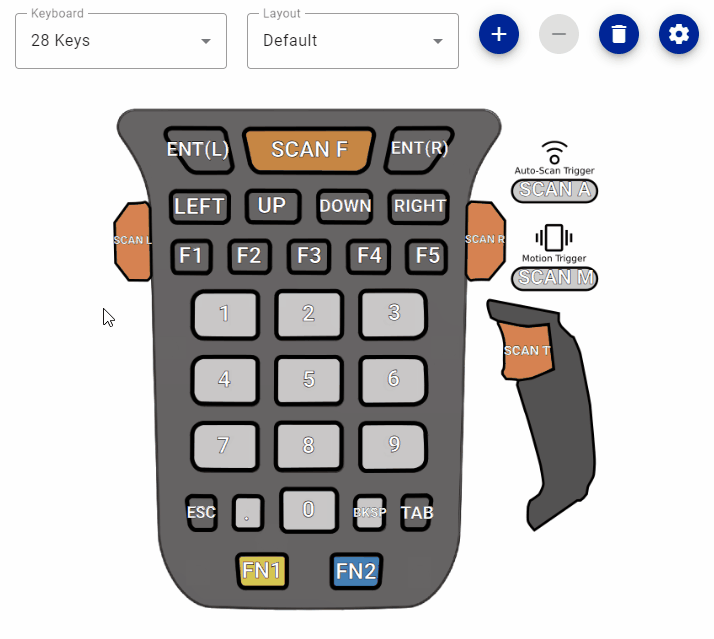 Keyboard Layout
28 Keys Default
ENT(L) SCAN F ENT(R)
Auto-Scan Trigger
SCAN A
LEFT UP DOWN RIGHT
SCAN L SCAN R
F1 F2 F3 F4 F5
Motion Trigger
SCAN M
1 2 3
SCAN T
4 5 6
7 8 9
ESC . 0 BKSP TAB
FN1 FN2